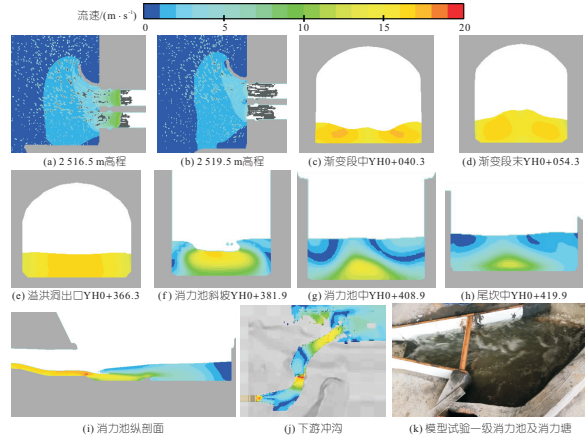 流速/(m·s⁻¹)
0 5 10 15 20
(a) 2 516.5 m高程 (b) 2 519.5 m高程 (c) 渐变段中YH0+040.3 (d) 渐变段末YH0+054.3
(e) 溢洪洞出口YH0+366.3 (f) 消力池斜坡YH0+381.9 (g) 消力池中YH0+408.9 (h) 尾坎中YH0+419.9
(i) 消力池纵剖面 (j) 下游冲沟 (k) 模型试验一级消力池及消力塘